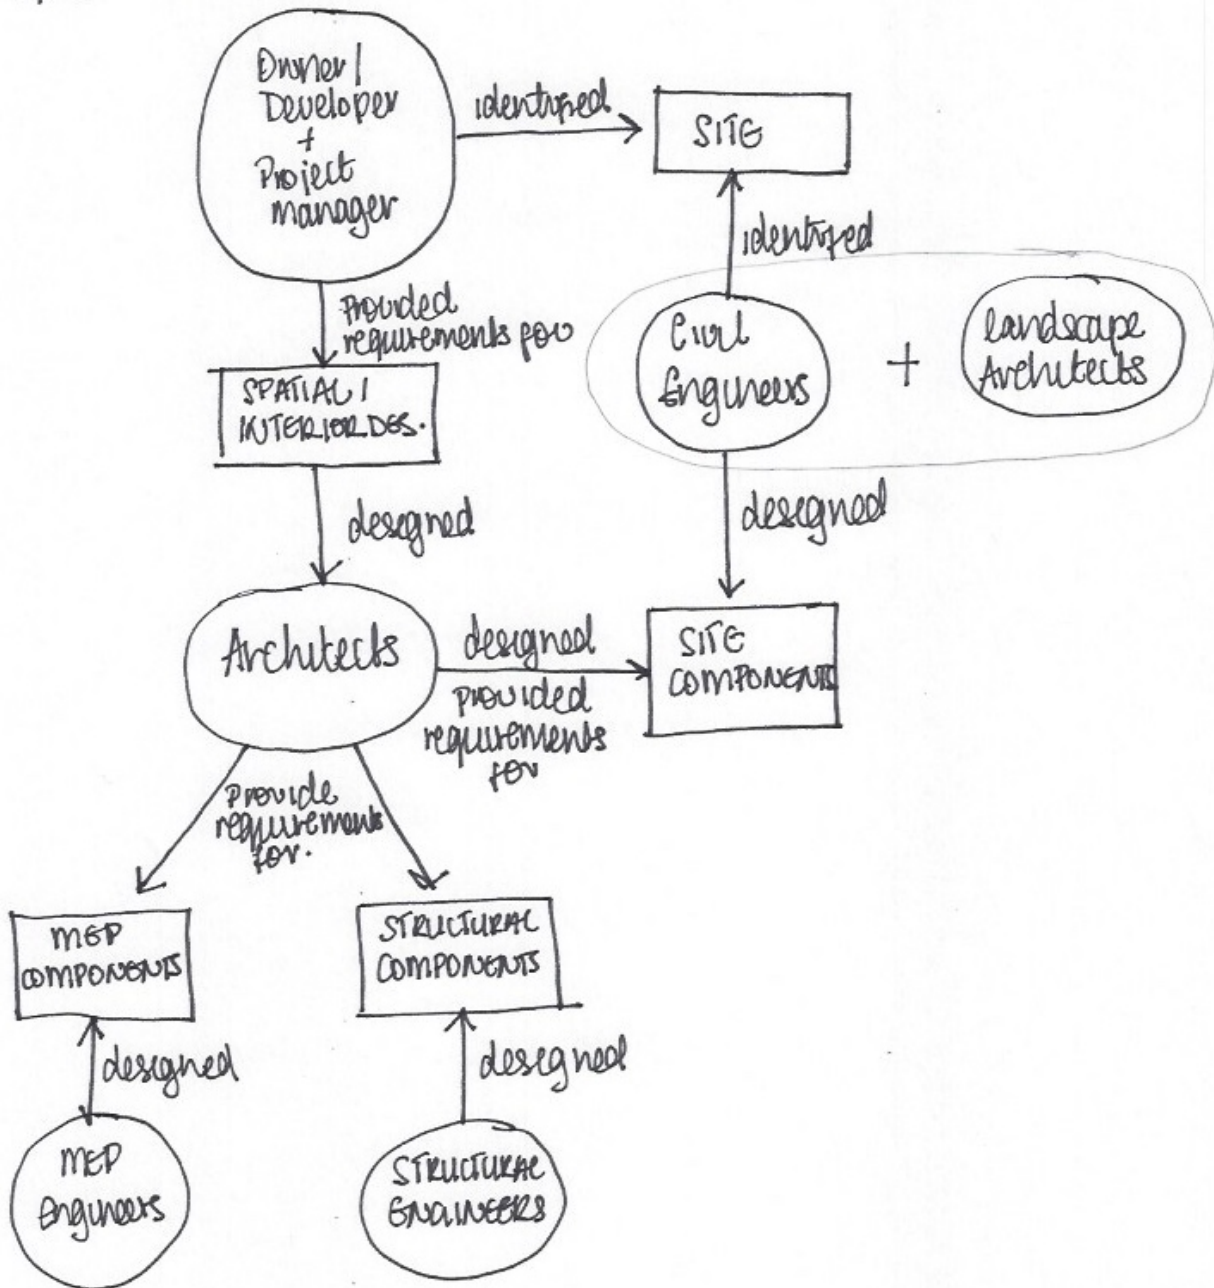 Owner/
Developer
+
Project
manager
identified
SITE
identified
Provided
requirements for
SPATIAL/
INTERIOR DES.
Civil
Engineers
+
landscape
Architects
designed
designed
Architects
designed
provided
requirements
for
SITE
COMPONENTS
Provide
requirements
for.
MEP
COMPONENTS
STRUCTURAL
COMPONENTS
designed
designed
MEP
Engineers
STRUCTURAL
ENGINEERS